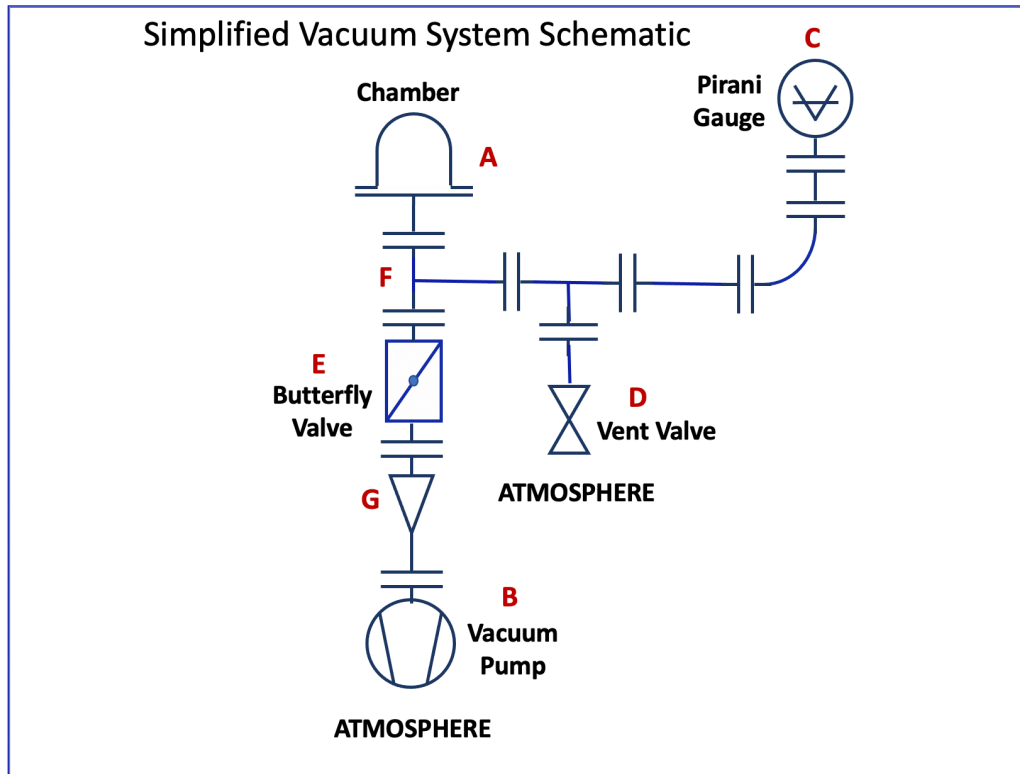 Simplified Vacuum System Schematic
C
Chamber
Pirani
Gauge
A
F
E
Butterfly
Valve
D
Vent Valve
G
ATMOSPHERE
B
Vacuum
Pump
ATMOSPHERE